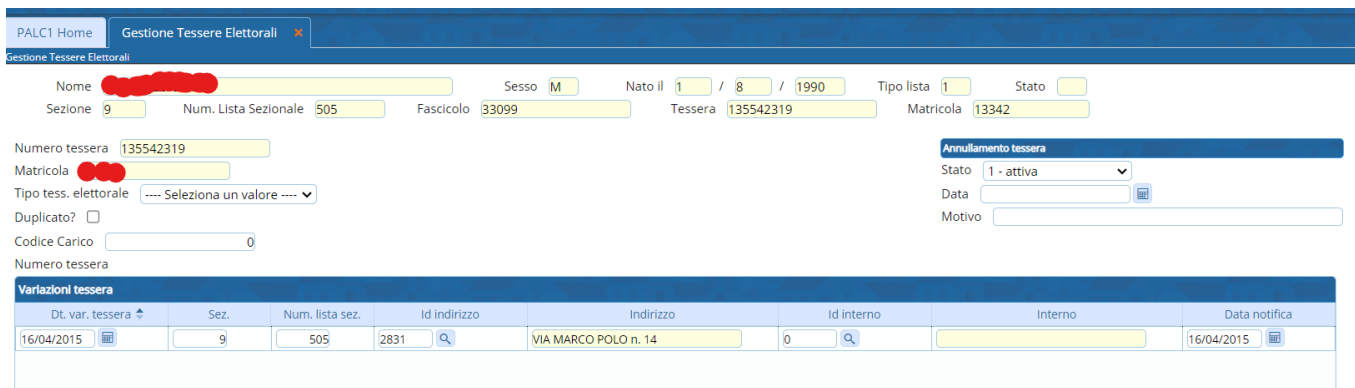 PALC1 Home Gestione Tessere Elettorali ×
Gestione Tessere Elettorali
Nome Sesso M Nato il 1 / 8 / 1990 Tipo lista 1 Stato
Sezione 9 Num. Lista Sezionale 505 Fascicolo 33099 Tessera 135542319 Matricola 13342
Numero tessera 135542319 Annullamento tessera
Matricola Stato 1 - attiva
Tipo tess. elettorale ---- Seleziona un valore ---- Data
Duplicato? Motivo
Codice Carico 0
Numero tessera
Variazioni tessera
Dt. var. tessera Sez. Num. lista sez. Id indirizzo Indirizzo Id interno Interno Data notifica
16/04/2015 9 505 2831 VIA MARCO POLO n. 14 0 16/04/2015